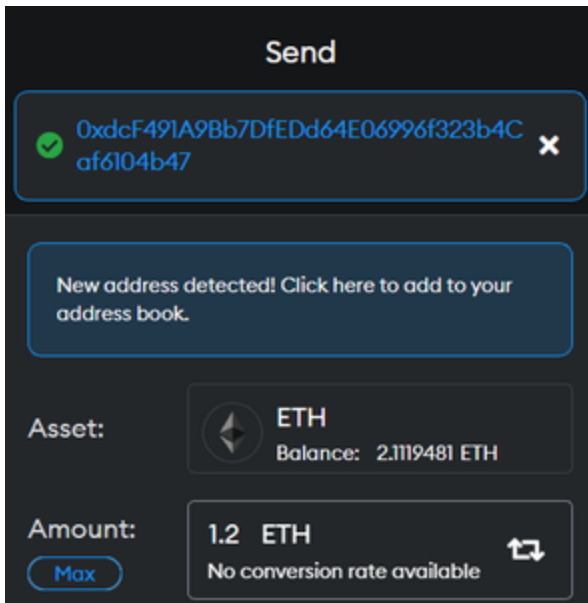 Send
0xdcF491A9Bb7DfEDd64E06996f323b4C
af6104b47
New address detected! Click here to add to your
address book.
Asset:
ETH
Balance: 2.1119481 ETH
Amount:
1.2 ETH
Max
No conversion rate available